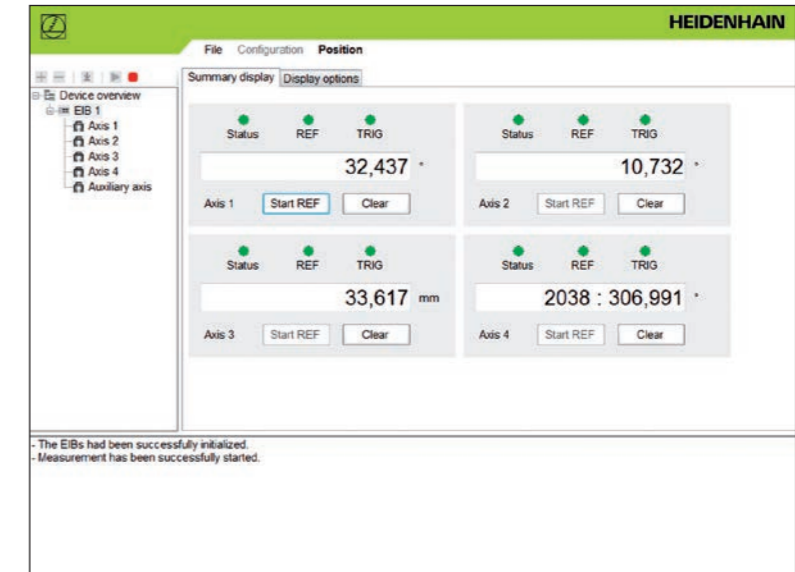 HEIDENHAIN
File Configuration Position
Summary display Display options
Device overview
EIB 1
Axis 1
Axis 2
Axis 3
Axis 4
Auxiliary axis
Status REF TRIG
32,437 °
Axis 1 Start REF Clear
Status REF TRIG
10,732 °
Axis 2 Start REF Clear
Status REF TRIG
33,617 mm
Axis 3 Start REF Clear
Status REF TRIG
2038 : 306,991 °
Axis 4 Start REF Clear
- The EIBs had been successfully initialized.
- Measurement has been successfully started.